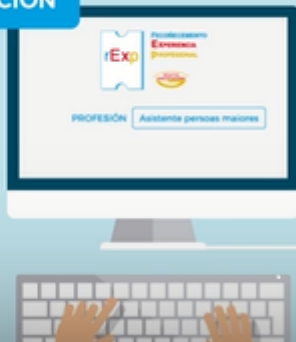 CIÓN
rExp
RECOÑECEMENTO
EXPERIENCIA
PROFESIONAL
PROFESIÓN Asistente persoas maiores